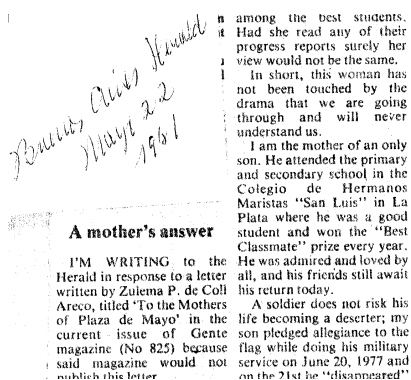 Buenos Aires Herald
Mayo 22
1981
A mother's answer
I'M WRITING to the
Herald in response to a letter
written by Zulema P. de Coll
Areco, titled 'To the Mothers
of Plaza de Mayo' in the
current issue of Gente
magazine (No 825) because
said magazine would not
publish this letter.
among the best students.
Had she read any of their
progress reports surely her
view would not be the same.
In short, this woman has
not been touched by the
drama that we are going
through and will never
understand us.
I am the mother of an only
son. He attended the primary
and secondary school in the
Colegio de Hermanos
Maristas "San Luis" in La
Plata where he was a good
student and won the "Best
Classmate" prize every year.
He was admired and loved by
all, and his friends still await
his return today.
A soldier does not risk his
life becoming a deserter; my
son pledged allegiance to the
flag while doing his military
service on June 20, 1977 and
on the 21st he "disappeared"